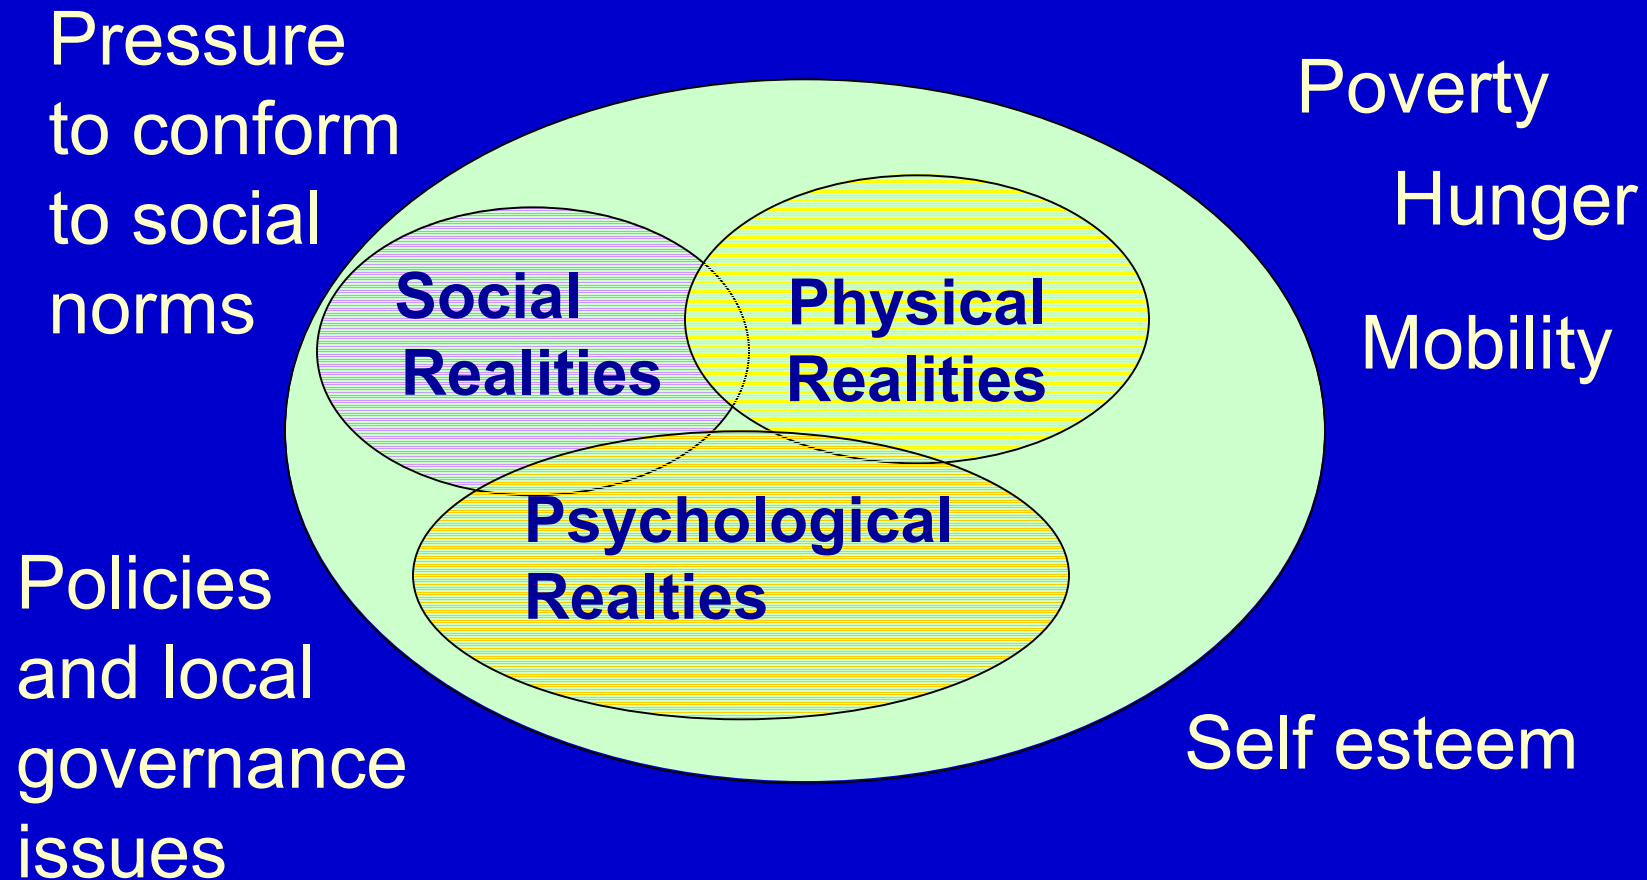 Pressure
to conform
to social
norms
Poverty
Hunger
Mobility
Social
Realities
Physical
Realities
Psychological
Realties
Policies
and local
governance
issues
Self esteem